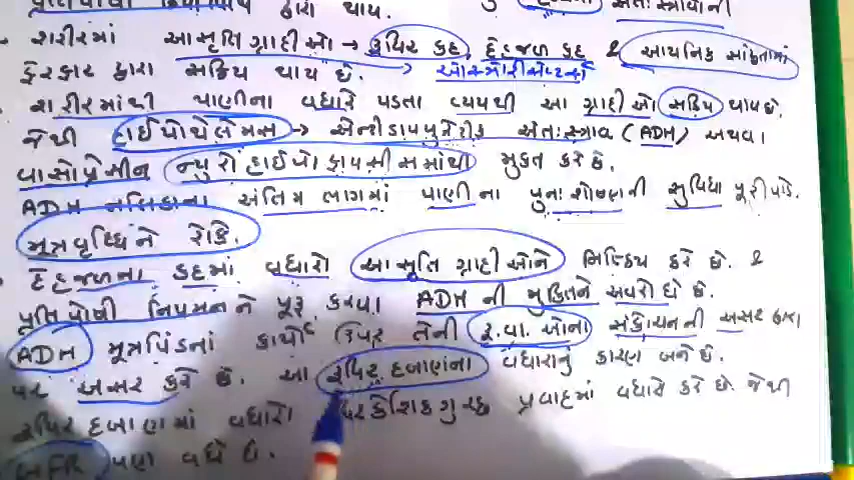 દ્વારા થાય.
• શરીરમાં આસૃતિ ગ્રાહીઓ → રુધિર કદ, દેહજળ કદ & આયનિક સાંદ્રતામાં
ફેરફાર દ્વારા સક્રિય થાય છે. → ઓસ્મોરીસેપ્ટર્સ
• શરીરમાંથી પાણીના વધારે પડતા વ્યયથી આ ગ્રાહીઓ સક્રિય થાય છે.
જેથી હાઈપોથેલેમસ → એન્ટીડાયયુરેટીક અંતઃસ્ત્રાવ (ADH) અથવા
વાસોપ્રેસીન ન્યુરોહાઈપોફાયસીસમાંથી મુક્ત કરે છે.
ADH નલિકાના અંતિમ ભાગમાં પાણીના પુનઃશોષણની સુવિધા પૂરી પાડે.
મૂત્રવૃધ્ધિને રોકે.
• દેહજળના કદમાં વધારો આસૃતિ ગ્રાહીઓને નિષ્ક્રિય કરે છે. &
પ્રતિપોષી નિયમનને પૂરૂ કરવા ADH ની મુક્તિને અવરોધે છે.
ADH મૂત્રપિંડનાં કાર્યો ઉપર તેની રૂ.વા. ઓના સંકોચનની અસર દ્વારા
પર અસર કરે છે. આ રુધિર દબાણના વધારાનું કારણ બને છે.
રુધિર દબાણમાં વધારો રુધિરકેશિકાગુચ્છ પ્રવાહમાં વધારો કરે છે. જેથી
GFR પણ વધે છે.